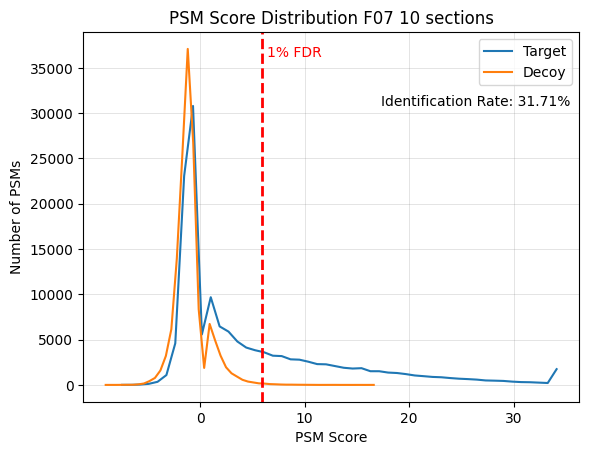 PSM Score Distribution F07 10 sections
1% FDR
Target
Decoy
Identification Rate: 31.71%
Number of PSMs
35000
30000
25000
20000
15000
10000
5000
0
0
10
20
30
PSM Score